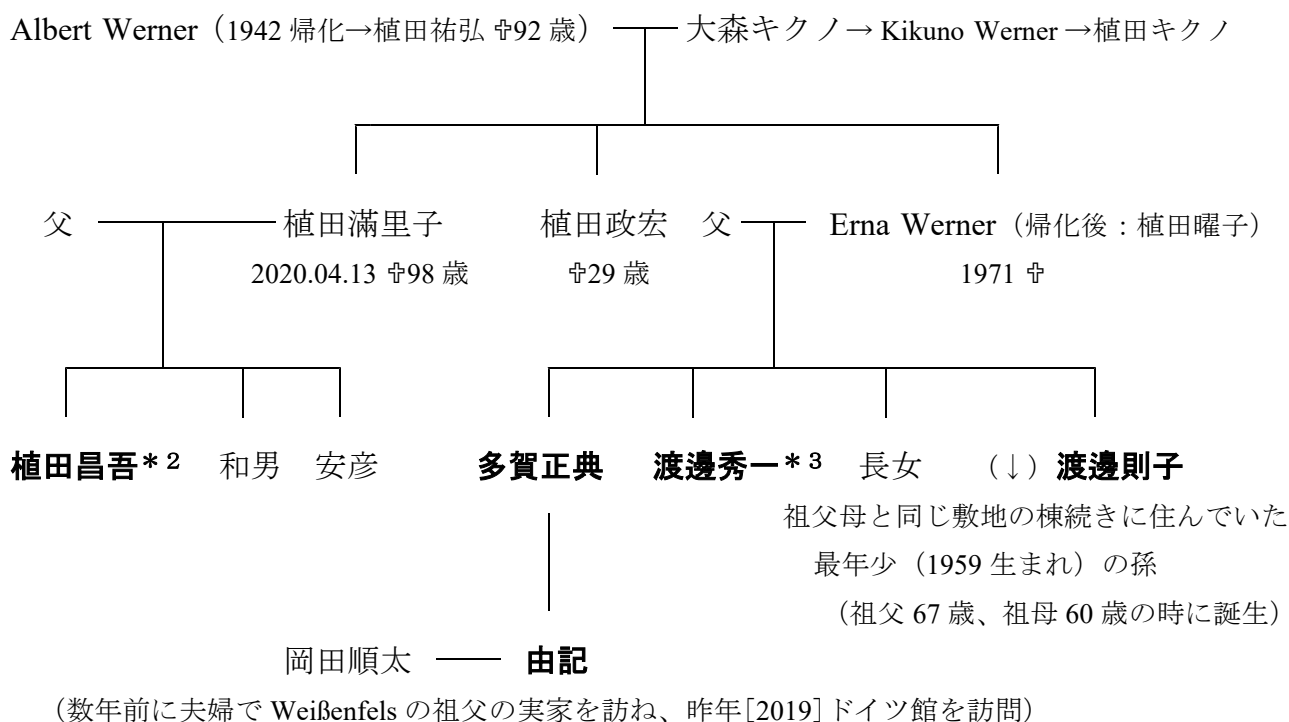 Albert Werner(1942 帰化→植田祐弘 ✞92 歳) 大森キクノ→ Kikuno Werner →植田キクノ
父 植田滿里子 植田政宏 父 Erna Werner(帰化後:植田曜子)
2020.04.13 ✞98 歳 ✞29 歳 1971 ✞
植田昌吾*2 和男 安彦 多賀正典 渡邊秀一*3 長女 (↓)渡邊則子
祖父母と同じ敷地の棟続きに住んでいた
最年少(1959 生まれ)の孫
(祖父 67 歳、祖母 60 歳の時に誕生)
岡田順太 由記
(数年前に夫婦で Weißenfels の祖父の実家を訪ね、昨年[2019]ドイツ館を訪問)